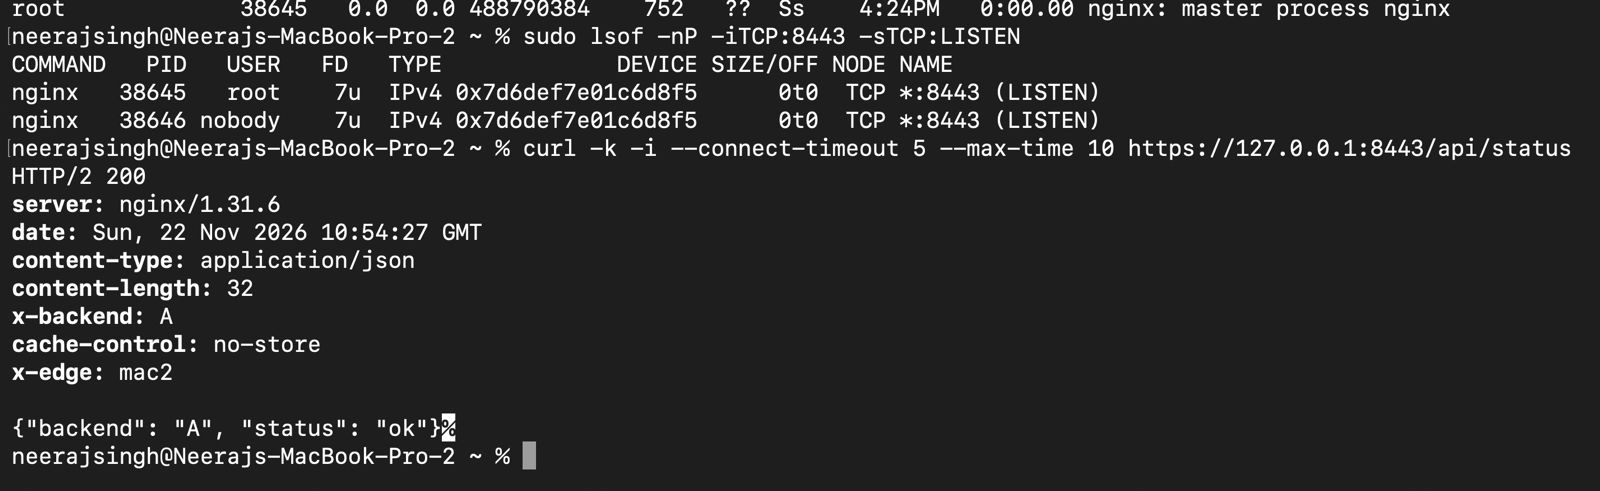 root                 38645   0.0  0.0 488790384    752   ??  Ss    4:24PM   0:00.00 nginx: master process nginx
[neerajsingh@Neerajs-MacBook-Pro-2 ~ % sudo lsof -nP -iTCP:8443 -sTCP:LISTEN
COMMAND   PID   USER   FD   TYPE             DEVICE SIZE/OFF NODE NAME
nginx   38645   root    7u  IPv4 0x7d6def7e01c6d8f5      0t0  TCP *:8443 (LISTEN)
nginx   38646 nobody    7u  IPv4 0x7d6def7e01c6d8f5      0t0  TCP *:8443 (LISTEN)
[neerajsingh@Neerajs-MacBook-Pro-2 ~ % curl -k -i --connect-timeout 5 --max-time 10 https://127.0.0.1:8443/api/status
HTTP/2 200
server: nginx/1.31.6
date: Sun, 22 Nov 2026 10:54:27 GMT
content-type: application/json
content-length: 32
x-backend: A
cache-control: no-store
x-edge: mac2

{"backend": "A", "status": "ok"}%
neerajsingh@Neerajs-MacBook-Pro-2 ~ %